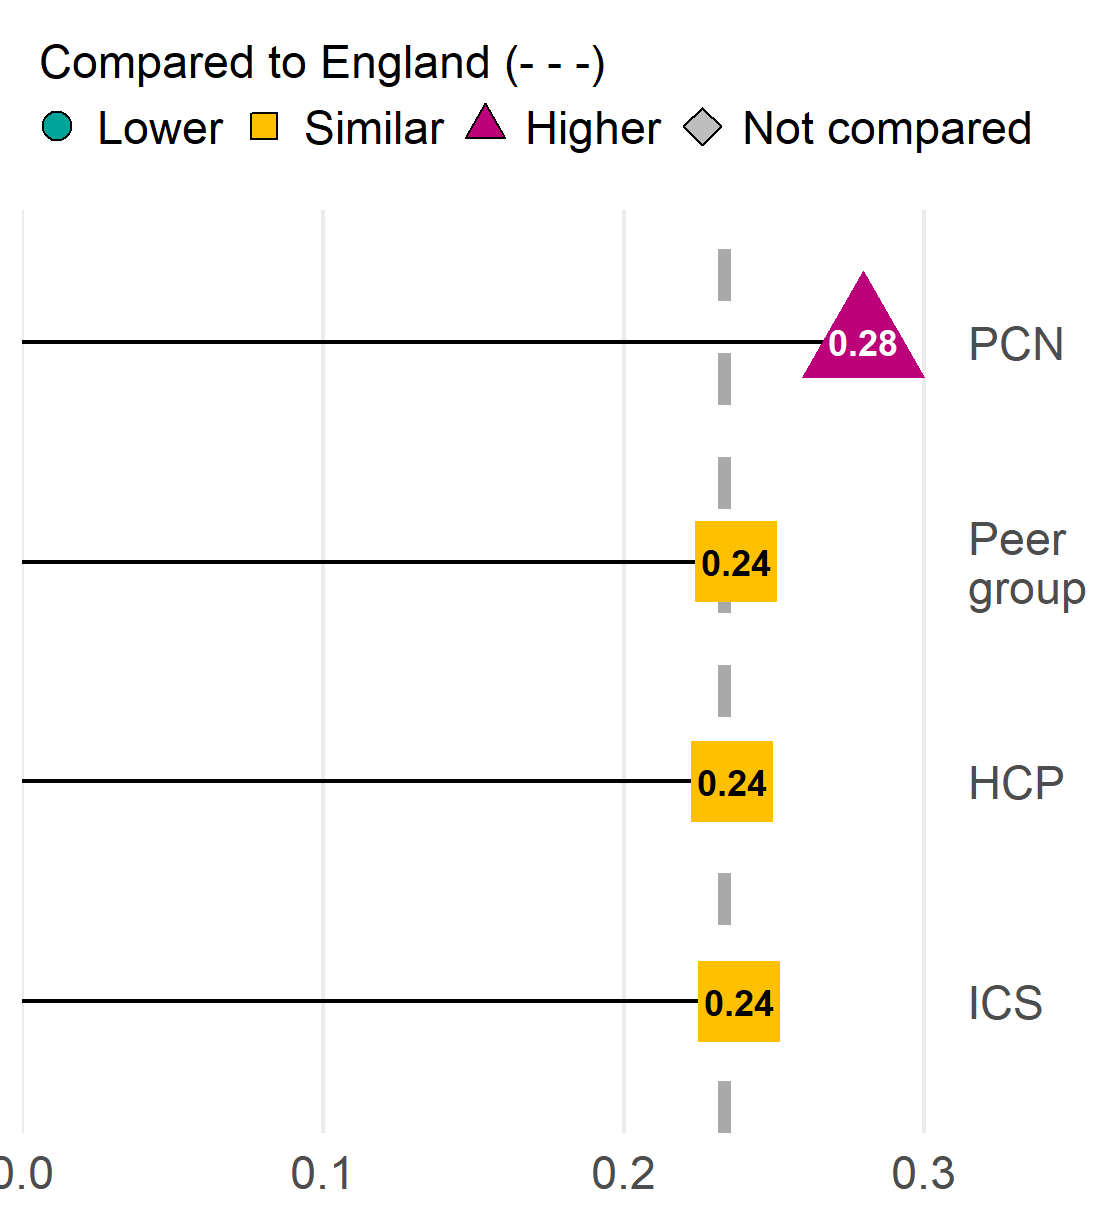 Compared to England (- - -)
Lower Similar Higher Not compared
0.28 PCN
Peer
0.24
group
0.24 HCP
0.24 ICS
0.0 0.1 0.2 0.3